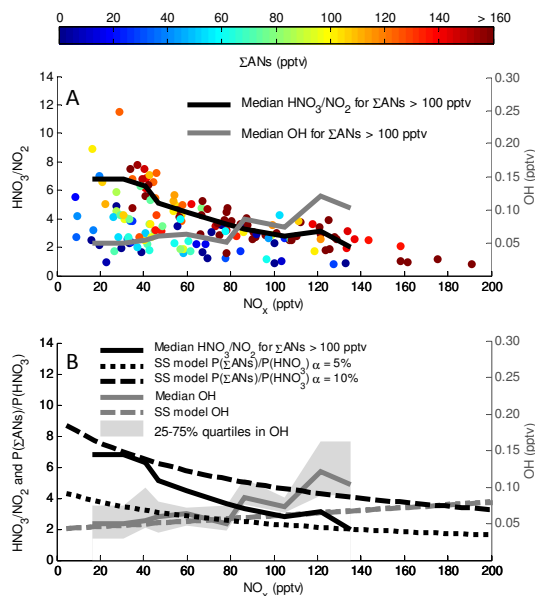 0 20 40 60 80 100 120 140 > 160
ΣANs (pptv)
A
Median HNO3/NO2 for ΣANs > 100 pptv
Median OH for ΣANs > 100 pptv
14
12
10
8
6
4
2
0
HNO3/NO2
0.30
0.25
0.20
0.15
0.10
0.05
0.00
OH (pptv)
0 20 40 60 80 100 120 140 160 180 200
NOx (pptv)
B
Median HNO3/NO2 for ΣANs > 100 pptv
SS model P(ΣANs)/P(HNO3) α = 5%
SS model P(ΣANs)/P(HNO3) α = 10%
Median OH
SS model OH
25-75% quartiles in OH
14
12
10
8
6
4
2
0
HNO3/NO2 and P(ΣANs)/P(HNO3)
0.30
0.25
0.20
0.15
0.10
0.05
0.00
OH (pptv)
0 20 40 60 80 100 120 140 160 180 200
NOx (pptv)